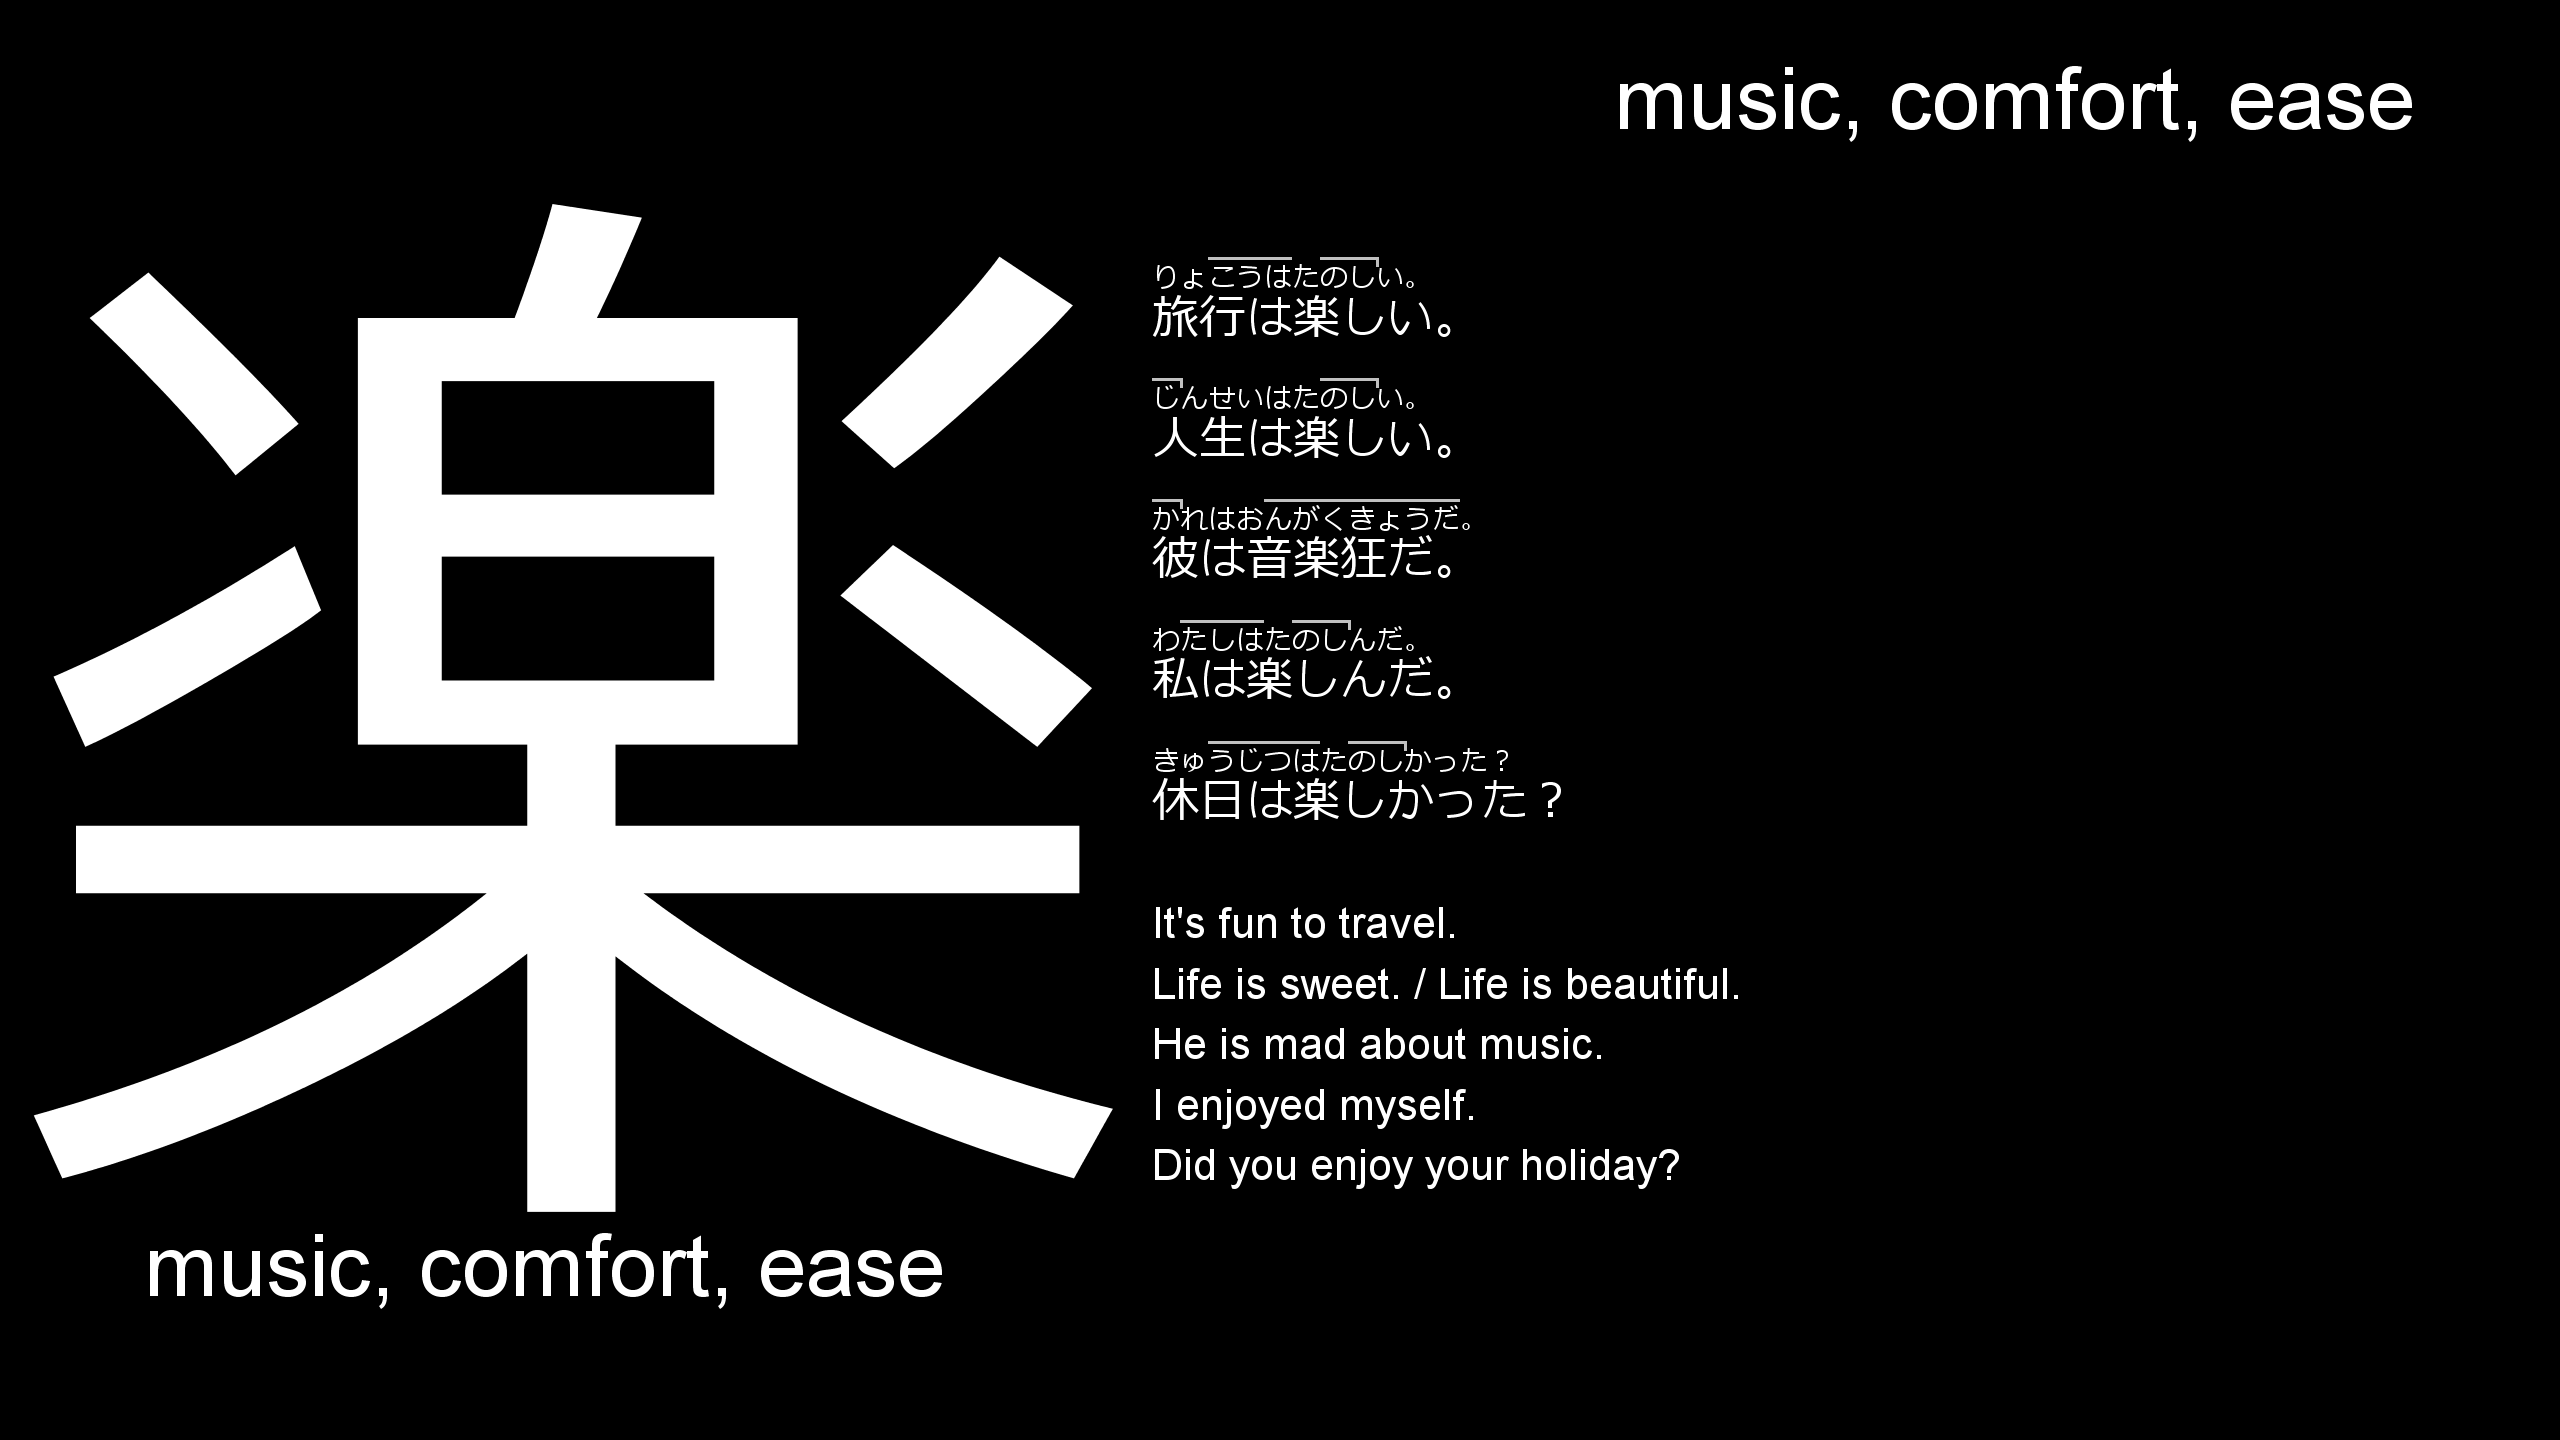 music, comfort, ease
楽
りょこうはたのしい。
旅行は楽しい。
じんせいはたのしい。
人生は楽しい。
かれはおんがくきょうだ。
彼は音楽狂だ。
わたしはたのしんだ。
私は楽しんだ。
きゅうじつはたのしかった？
休日は楽しかった？
It's fun to travel.
Life is sweet. / Life is beautiful.
He is mad about music.
I enjoyed myself.
Did you enjoy your holiday?
music, comfort, ease